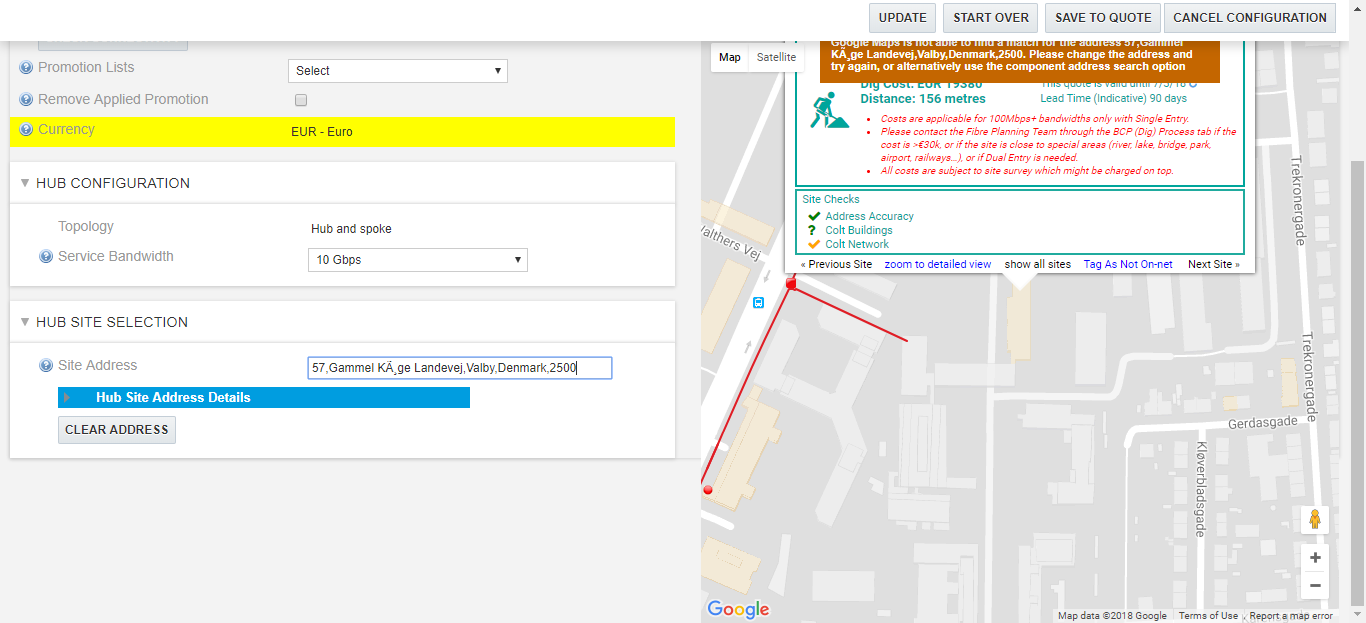 UPDATE START OVER SAVE TO QUOTE CANCEL CONFIGURATION
Promotion Lists Select
Remove Applied Promotion
Currency EUR - Euro
HUB CONFIGURATION
Topology Hub and spoke
Service Bandwidth 10 Gbps
HUB SITE SELECTION
Site Address 57,Gammel KÄ¸ge Landevej,Valby,Denmark,2500
Hub Site Address Details
CLEAR ADDRESS
Map Satellite
Google Maps is not able to find a match for the address 57,Gammel
KÄ¸ge Landevej,Valby,Denmark,2500. Please change the address and
try again, or alternatively use the component address search option
Dig Cost: EUR 19380
This quote is valid until 7/5/18
Distance: 156 metres
Lead Time (Indicative) 90 days
Costs are applicable for 100Mbps+ bandwidths only with Single Entry.
Please contact the Fibre Planning Team through the BCP (Dig) Process tab if the
cost is >€30k, or if the site is close to special areas (river, lake, bridge, park,
airport, railways...), or if Dual Entry is needed.
All costs are subject to site survey which might be charged on top.
Site Checks
Address Accuracy
? Colt Buildings
Colt Network
« Previous Site zoom to detailed view show all sites Tag As Not On-net Next Site »
Valthers Vej
Trekronergade
Trekronergade
Gerdasgade
Kløverbladsgade
+
−
Google
Map data ©2018 Google Terms of Use Report a map error